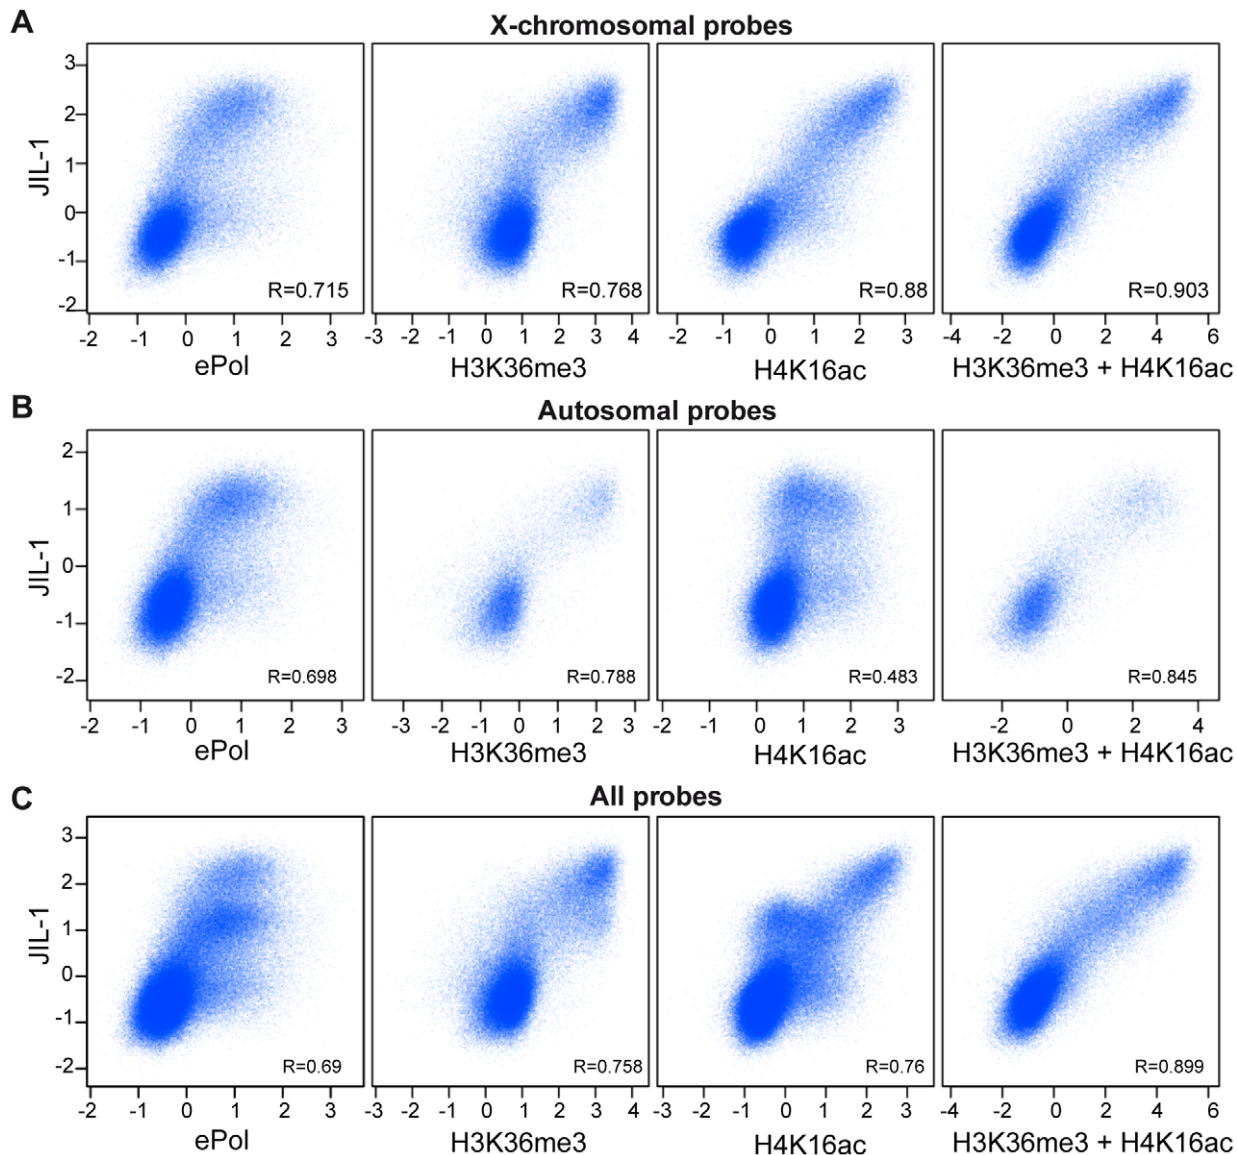 A
X-chromosomal probes
JIL-1
3
2
1
0
-1
-2
R=0.715
R=0.768
R=0.88
R=0.903
-2 -1 0 1 2 3
-3 -2 -1 0 1 2 3 4
-2 -1 0 1 2 3
-4 -2 0 2 4 6
ePol
H3K36me3
H4K16ac
H3K36me3 + H4K16ac
B
Autosomal probes
JIL-1
2
1
0
-1
-2
R=0.698
R=0.788
R=0.483
R=0.845
-2 -1 0 1 2 3
-3 -2 -1 0 1 2 3
-2 -1 0 1 2 3
-2 0 2 4
ePol
H3K36me3
H4K16ac
H3K36me3 + H4K16ac
C
All probes
JIL-1
3
2
1
0
-1
-2
R=0.69
R=0.758
R=0.76
R=0.899
-2 -1 0 1 2 3
-3 -2 -1 0 1 2 3 4
-3 -2 -1 0 1 2 3
-4 -2 0 2 4 6
ePol
H3K36me3
H4K16ac
H3K36me3 + H4K16ac